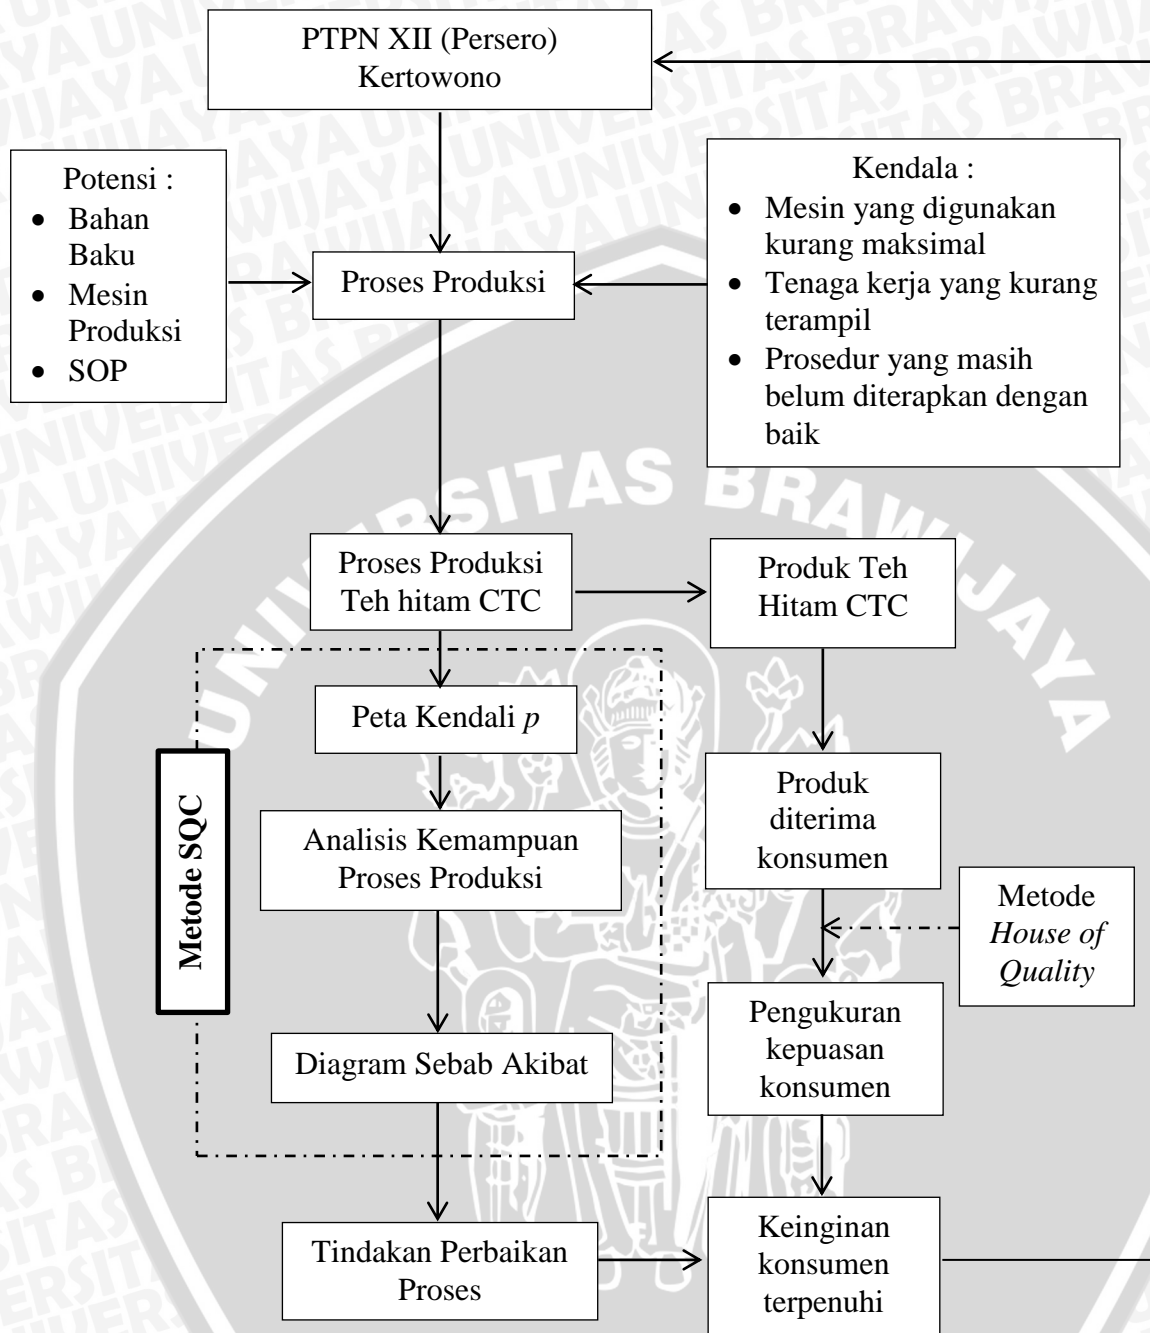 PTPN XII (Persero)
Kertowono
Potensi :
• Bahan
Baku
• Mesin
Produksi
• SOP
Proses Produksi
Kendala :
• Mesin yang digunakan
kurang maksimal
• Tenaga kerja yang kurang
terampil
• Prosedur yang masih
belum diterapkan dengan
baik
UNIVERSITAS BRAWIJAYA
Proses Produksi
Teh hitam CTC
Produk Teh
Hitam CTC
Peta Kendali p
Metode SQC
Analisis Kemampuan
Proses Produksi
Diagram Sebab Akibat
Produk
diterima
konsumen
Metode
House of
Quality
Pengukuran
kepuasan
konsumen
Tindakan Perbaikan
Proses
Keinginan
konsumen
terpenuhi